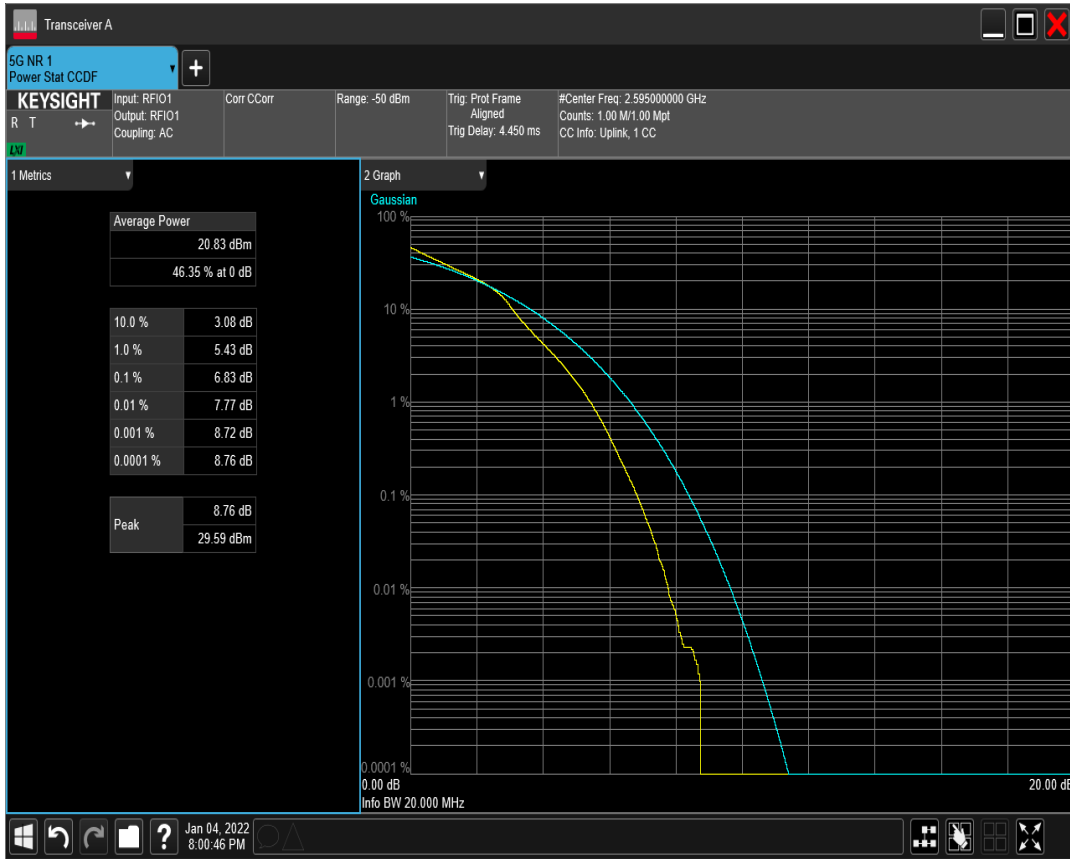 Transceiver A
5G NR 1
Power Stat CCDF
+
KEYSIGHT
R T
LXI
Input: RFIO1
Output: RFIO1
Coupling: AC
Corr CCorr
Range: -50 dBm
Trig: Prot Frame
Aligned
Trig Delay: 4.450 ms
#Center Freq: 2.595000000 GHz
Counts: 1.00 M/1.00 Mpt
CC Info: Uplink, 1 CC
1 Metrics
Average Power
20.83 dBm
46.35 % at 0 dB
10.0 % 3.08 dB
1.0 % 5.43 dB
0.1 % 6.83 dB
0.01 % 7.77 dB
0.001 % 8.72 dB
0.0001 % 8.76 dB
Peak
8.76 dB
29.59 dBm
2 Graph
Gaussian
100 %
10 %
1 %
0.1 %
0.01 %
0.001 %
0.0001 %
0.00 dB
20.00 dB
Info BW 20.000 MHz
?
Jan 04, 2022
8:00:46 PM